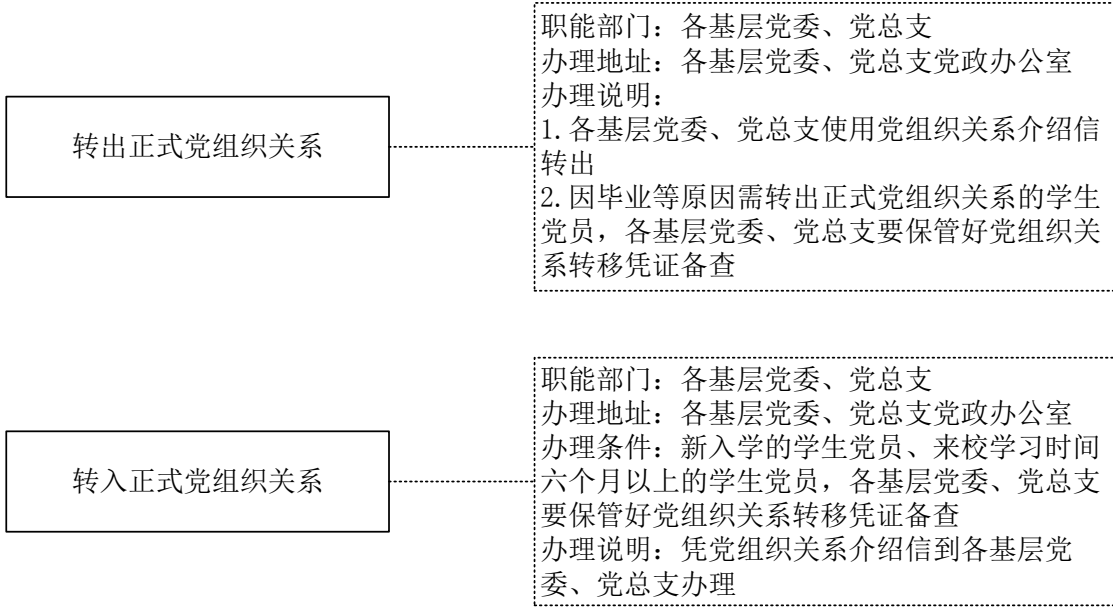 转出正式党组织关系
职能部门：各基层党委、党总支
办理地址：各基层党委、党总支党政办公室
办理说明：
1.各基层党委、党总支使用党组织关系介绍信
转出
2.因毕业等原因需转出正式党组织关系的学生
党员，各基层党委、党总支要保管好党组织关
系转移凭证备查
转入正式党组织关系
职能部门：各基层党委、党总支
办理地址：各基层党委、党总支党政办公室
办理条件：新入学的学生党员、来校学习时间
六个月以上的学生党员，各基层党委、党总支
要保管好党组织关系转移凭证备查
办理说明：凭党组织关系介绍信到各基层党
委、党总支办理